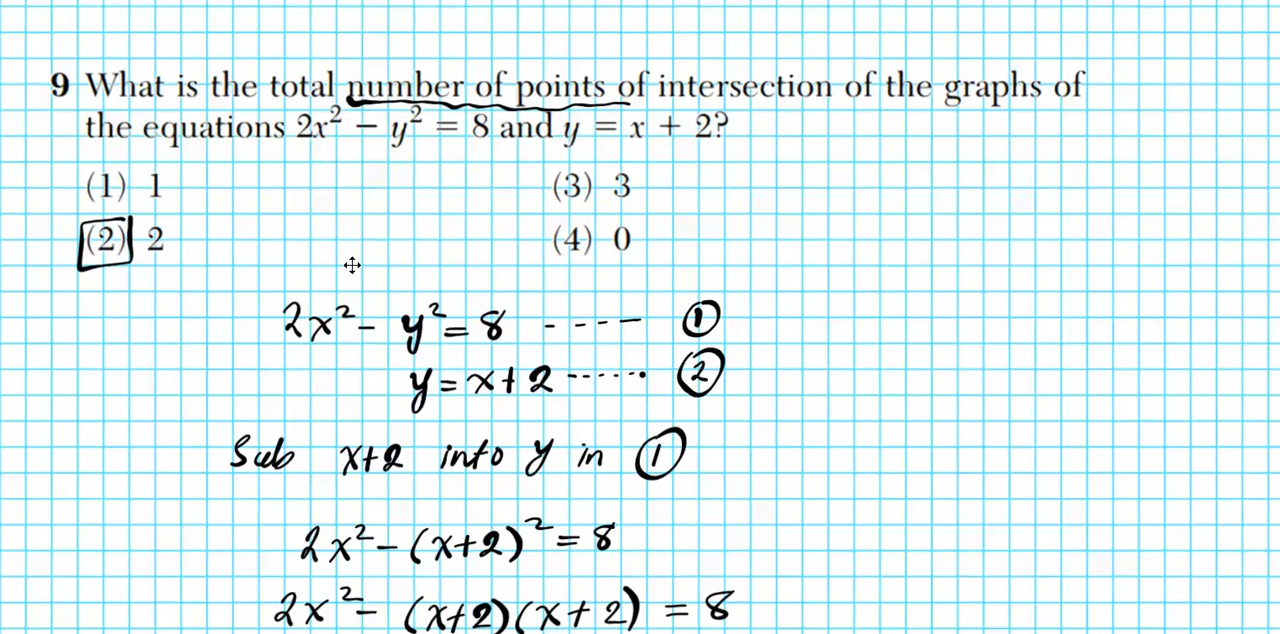 9 What is the total number of points of intersection of the graphs of
the equations 2x² − y² = 8 and y = x + 2?
(1) 1 (3) 3
(2) 2 (4) 0
2x² - y² = 8 - - - - ①
y = x + 2 ...... ②
Sub x+2 into y in ①
2x² - (x+2)² = 8
2x² - (x+2)(x+2) = 8